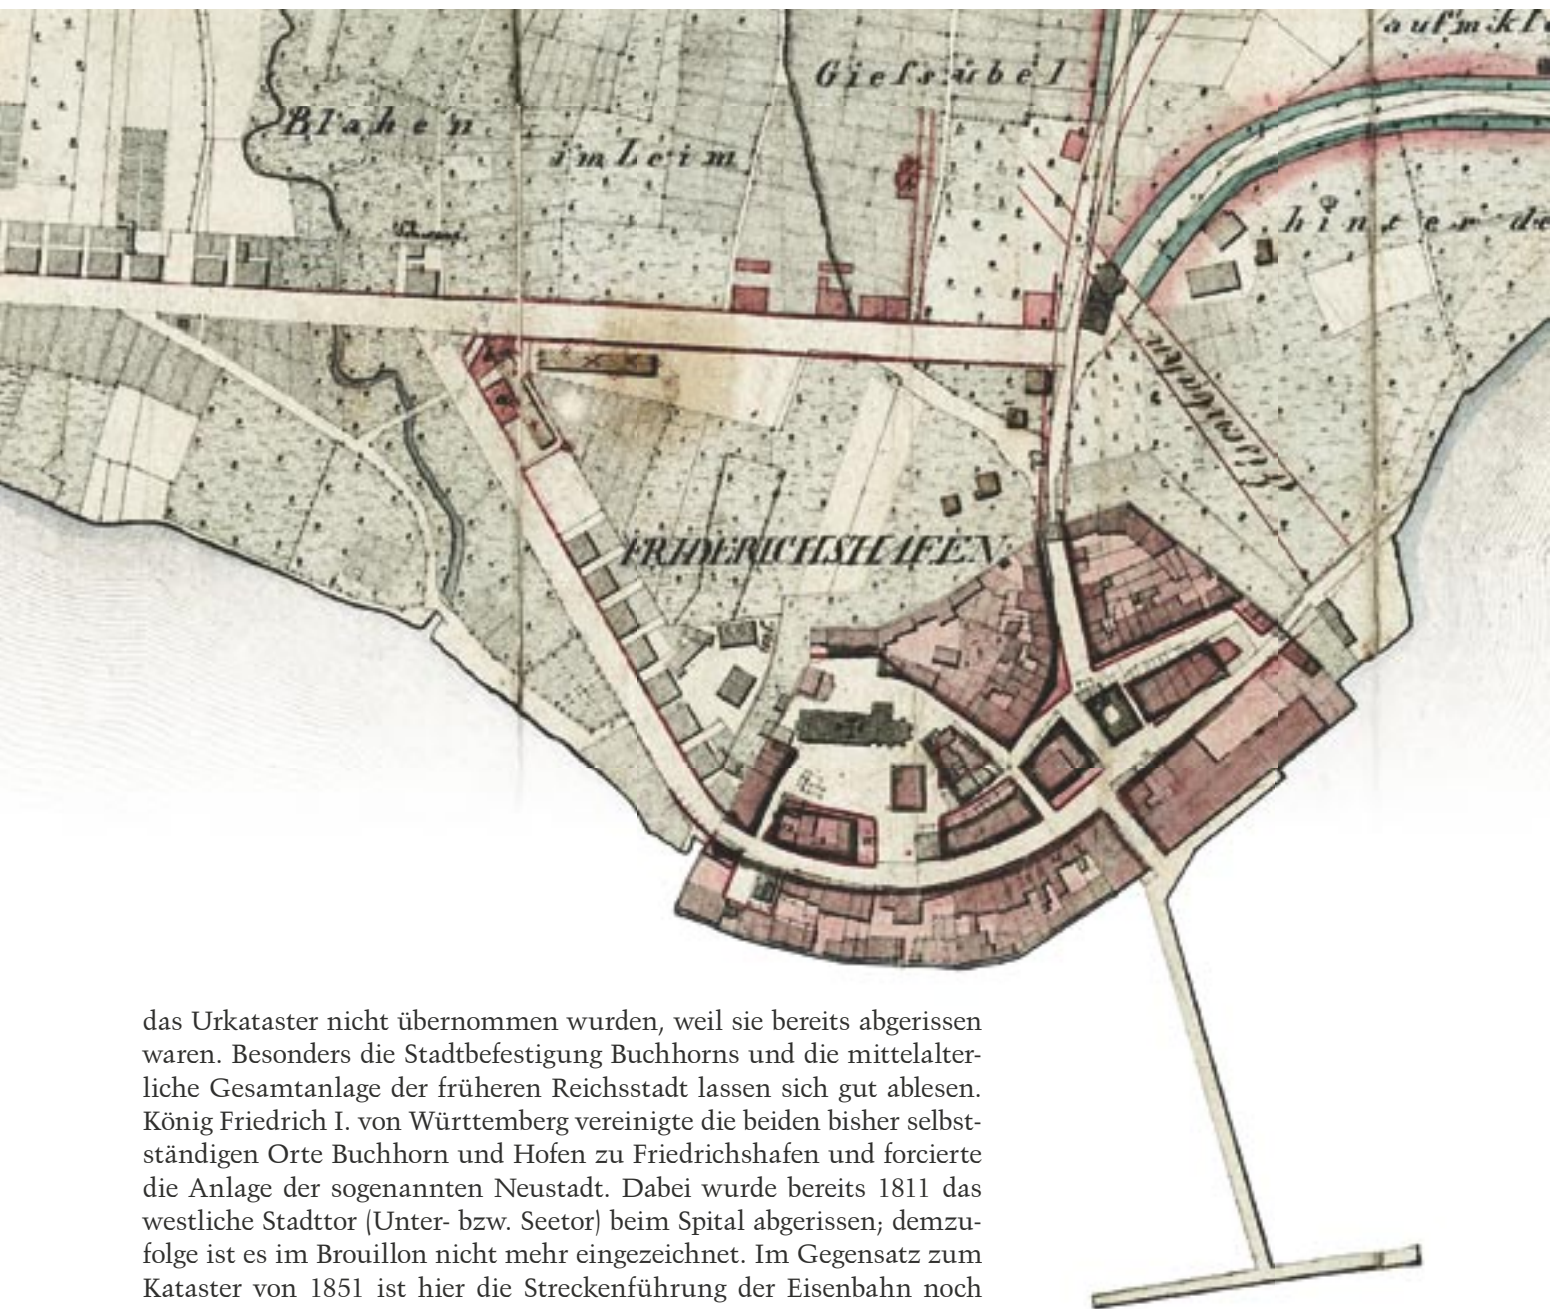 aufm
Giessübel
Blahen
im Leim
hinter de
FRIDERICHSHAFEN
das Urkataster nicht übernommen wurden, weil sie bereits abgerissen
waren. Besonders die Stadtbefestigung Buchhorns und die mittelalter-
liche Gesamtanlage der früheren Reichsstadt lassen sich gut ablesen.
König Friedrich I. von Württemberg vereinigte die beiden bisher selbst-
ständigen Orte Buchhorn und Hofen zu Friedrichshafen und forcierte
die Anlage der sogenannten Neustadt. Dabei wurde bereits 1811 das
westliche Stadttor (Unter- bzw. Seetor) beim Spital abgerissen; demzu-
folge ist es im Brouillon nicht mehr eingezeichnet. Im Gegensatz zum
Kataster von 1851 ist hier die Streckenführung der Eisenbahn noch